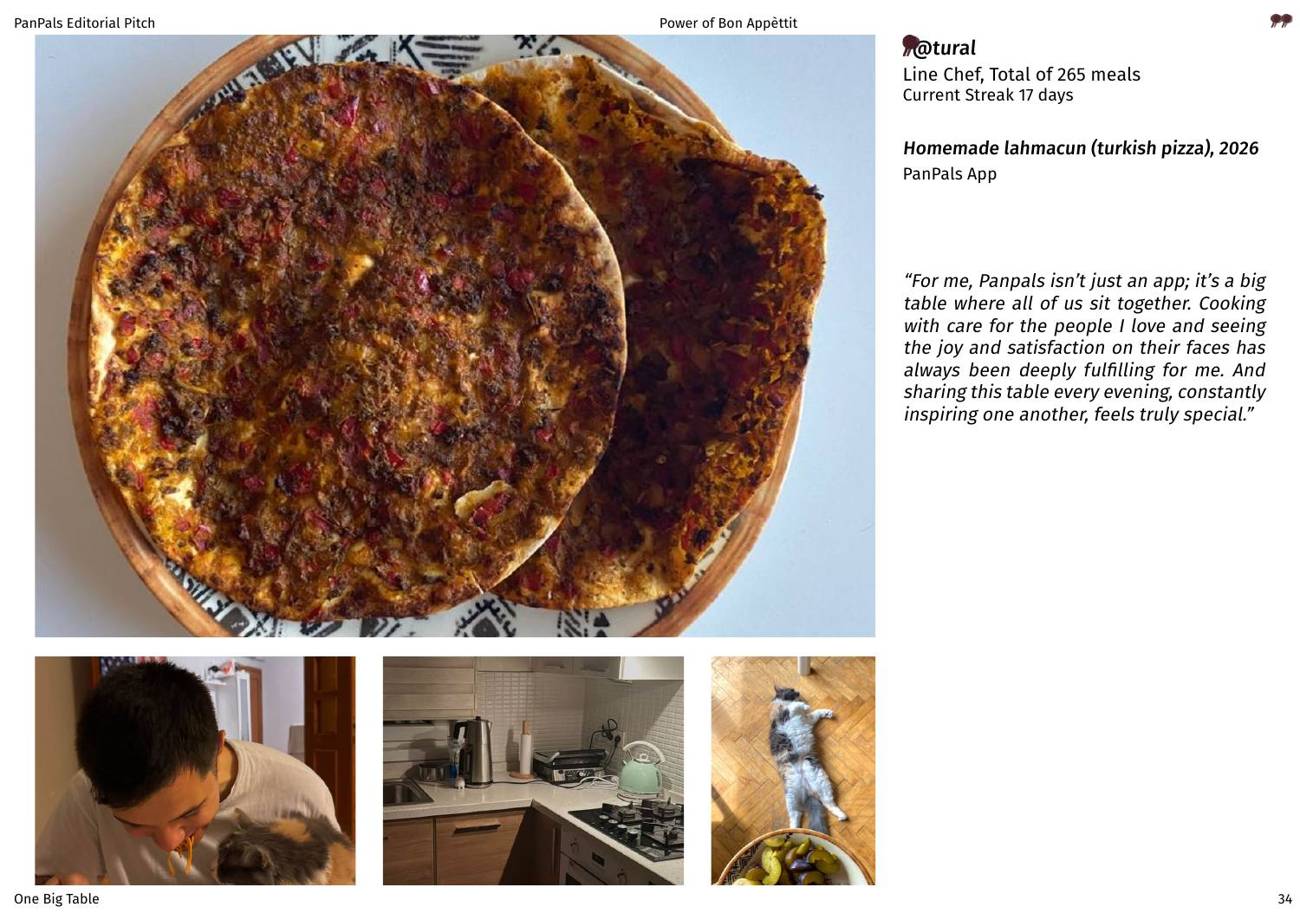 PanPals Editorial Pitch
Power of Bon Appèttit
@tural
Line Chef, Total of 265 meals
Current Streak 17 days
Homemade lahmacun (turkish pizza), 2026
PanPals App
“For me, Panpals isn’t just an app; it’s a big
table where all of us sit together. Cooking
with care for the people I love and seeing
the joy and satisfaction on their faces has
always been deeply fulfilling for me. And
sharing this table every evening, constantly
inspiring one another, feels truly special.”
One Big Table
34